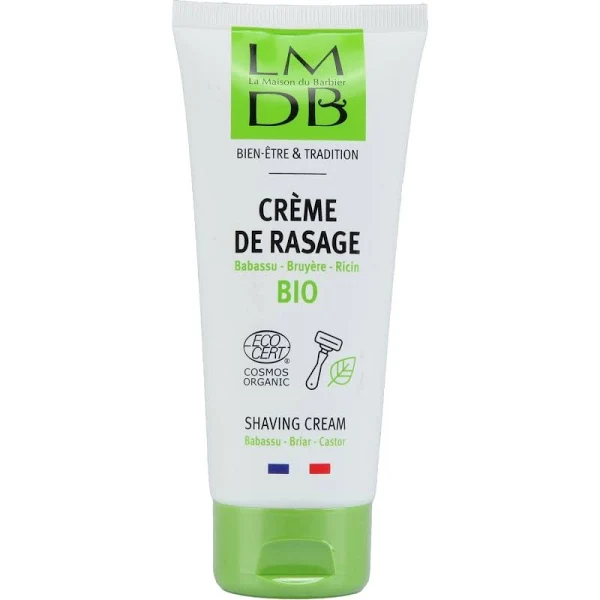 LM
La Maison du Barbier
DB
BIEN-ÊTRE & TRADITION
CRÈME
DE RASAGE
Babassu - Bruyère - Ricin
BIO
ECO
CERT
®
COSMOS
ORGANIC
SHAVING CREAM
Babassu - Briar - Castor